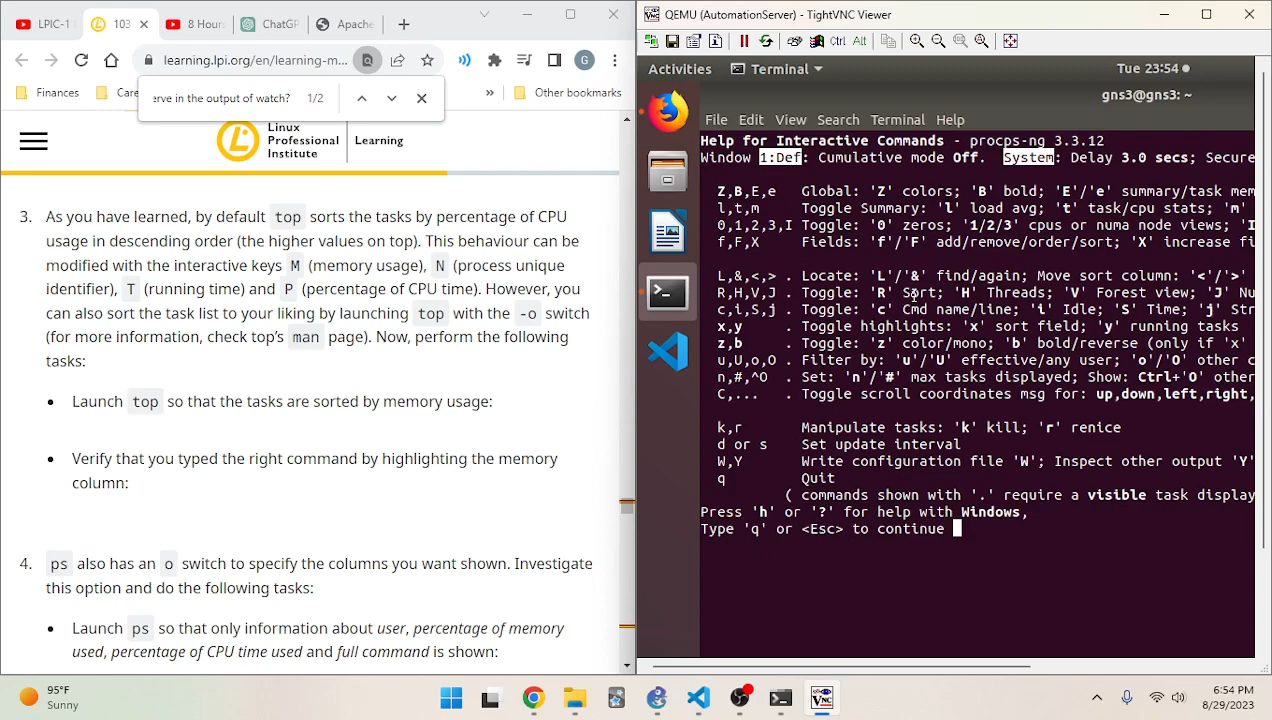 LPIC-1
103
8 Hours
ChatGP
Apache
learning.lpi.org/en/learning-m...
G
Finances
Care
Other bookmarks
erve in the output of watch?
1/2
Linux
Professional
Institute
Learning
3. As you have learned, by default top sorts the tasks by percentage of CPU
usage in descending order (the higher values on top). This behaviour can be
modified with the interactive keys M (memory usage), N (process unique
identifier), T (running time) and P (percentage of CPU time). However, you
can also sort the task list to your liking by launching top with the -o switch
(for more information, check top’s man page). Now, perform the following
tasks:
Launch top so that the tasks are sorted by memory usage:
Verify that you typed the right command by highlighting the memory
column:
4. ps also has an o switch to specify the columns you want shown. Investigate
this option and do the following tasks:
Launch ps so that only information about user, percentage of memory
used, percentage of CPU time used and full command is shown:
QEMU (AutomationServer) - TightVNC Viewer
Ctrl Alt
Activities
Terminal
Tue 23:54
gns3@gns3: ~
File Edit View Search Terminal Help
Help for Interactive Commands - procps-ng 3.3.12
Window 1:Def: Cumulative mode Off. System: Delay 3.0 secs; Secure
Z,B,E,e Global: 'Z' colors; 'B' bold; 'E'/'e' summary/task mem
l,t,m Toggle Summary: 'l' load avg; 't' task/cpu stats; 'm'
0,1,2,3,I Toggle: '0' zeros; '1/2/3' cpus or numa node views; 'I
f,F,X Fields: 'f'/'F' add/remove/order/sort; 'X' increase fi
L,&,<,> . Locate: 'L'/'&' find/again; Move sort column: '<'/'>'
R,H,V,J . Toggle: 'R' Sort; 'H' Threads; 'V' Forest view; 'J' Nu
c,i,S,j . Toggle: 'c' Cmd name/line; 'i' Idle; 'S' Time; 'j' Str
x,y . Toggle highlights: 'x' sort field; 'y' running tasks
z,b . Toggle: 'z' color/mono; 'b' bold/reverse (only if 'x'
u,U,o,O . Filter by: 'u'/'U' effective/any user; 'o'/'O' other c
n,#,^O . Set: 'n'/'#' max tasks displayed; Show: Ctrl+'O' other
C,... . Toggle scroll coordinates msg for: up,down,left,right,
k,r Manipulate tasks: 'k' kill; 'r' renice
d or s Set update interval
W,Y Write configuration file 'W'; Inspect other output 'Y'
q Quit
( commands shown with '.' require a visible task display
Press 'h' or '?' for help with Windows,
Type 'q' or <Esc> to continue
95°F
Sunny
6:54 PM
8/29/2023